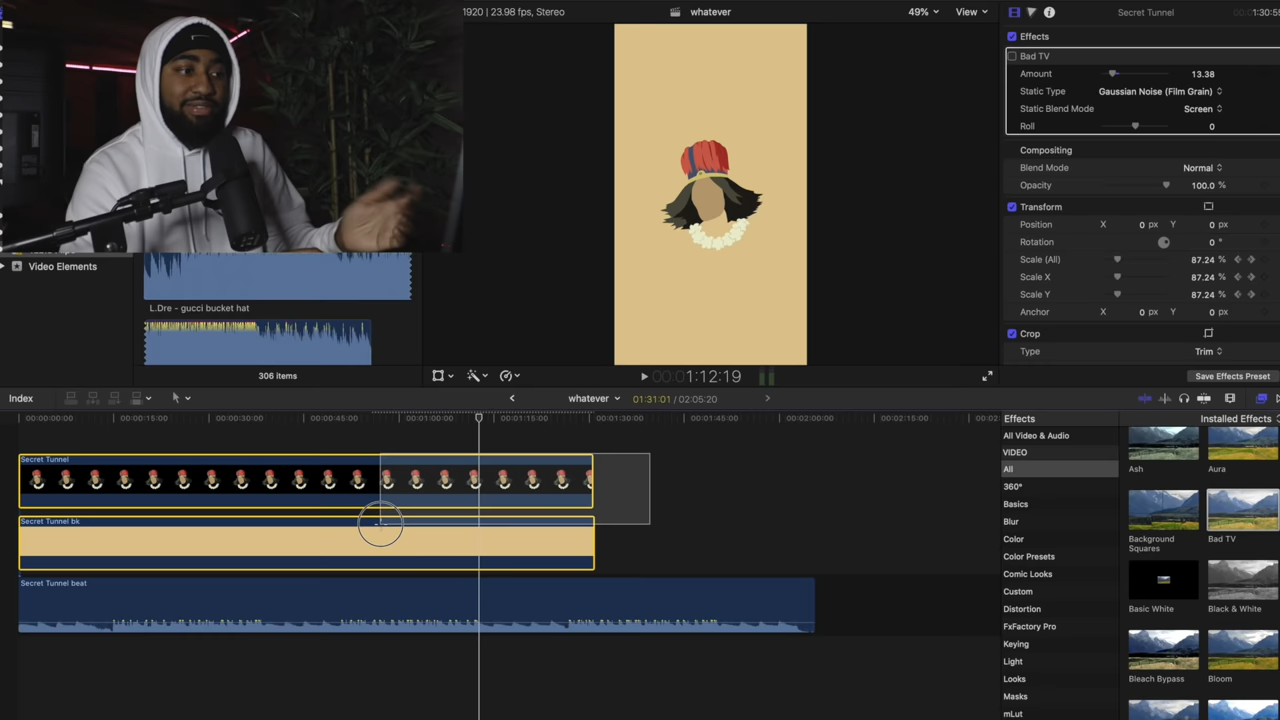 1920 | 23.98 fps, Stereo
whatever
49%
View
Secret Tunnel
1:30:5
Effects
Bad TV
Amount
13.38
Static Type
Gaussian Noise (Film Grain)
Static Blend Mode
Screen
Roll
0
Compositing
Blend Mode
Normal
Opacity
100.0 %
Transform
Position
X
0 px
Y
0 px
Rotation
0 °
Scale (All)
87.24 %
Scale X
87.24 %
Scale Y
87.24 %
Anchor
X
0 px
Y
0 px
Crop
Type
Trim
Save Effects Preset
Video Elements
L.Dre - gucci bucket hat
306 items
00:00:01:12:19
Index
whatever
01:31:01 / 02:05:20
00:00:00:00
00:00:15:00
00:00:30:00
00:00:45:00
00:01:00:00
00:01:15:00
00:01:30:00
00:01:45:00
00:02:00:00
00:02:15:00
00:02
Secret Tunnel
Secret Tunnel bk
Secret Tunnel beat
Effects
Installed Effects
All Video & Audio
VIDEO
All
360°
Basics
Blur
Color
Color Presets
Comic Looks
Custom
Distortion
FxFactory Pro
Keying
Light
Looks
Masks
mLut
Ash
Aura
Background
Squares
Bad TV
Basic White
Black & White
Bleach Bypass
Bloom